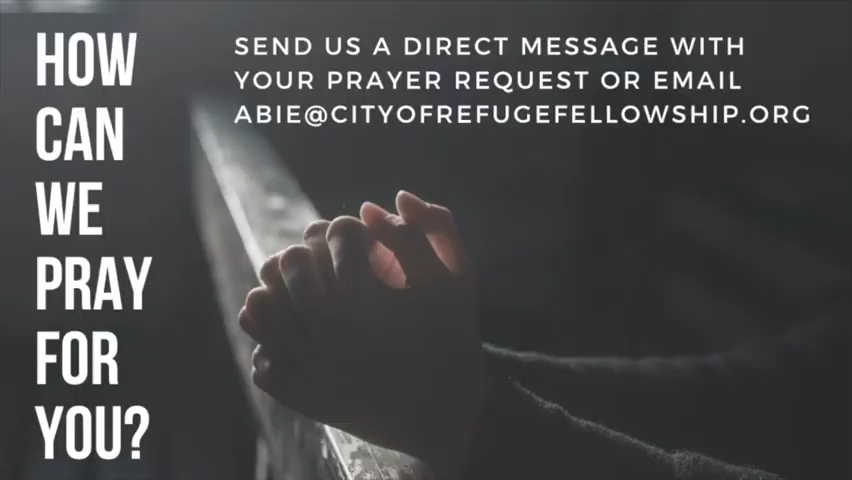 HOW
CAN
WE
PRAY
FOR
YOU?
SEND US A DIRECT MESSAGE WITH
YOUR PRAYER REQUEST OR EMAIL
ABIE@CITYOFREFUGEFELLOWSHIP.ORG